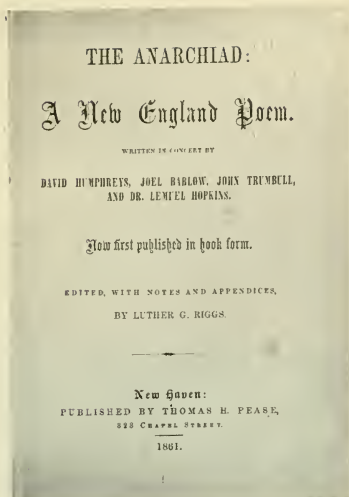 THE ANARCHIAD:
A New England Poem.
WRITTEN IN CONCERT BY
DAVID HUMPHREYS, JOEL BARLOW, JOHN TRUMBULL,
AND DR. LEMUEL HOPKINS.
Now first published in book form.
EDITED, WITH NOTES AND APPENDICES,
BY LUTHER G. RIGGS.
New Haven:
PUBLISHED BY THOMAS H. PEASE,
323 CHAPEL STREET.
1861.